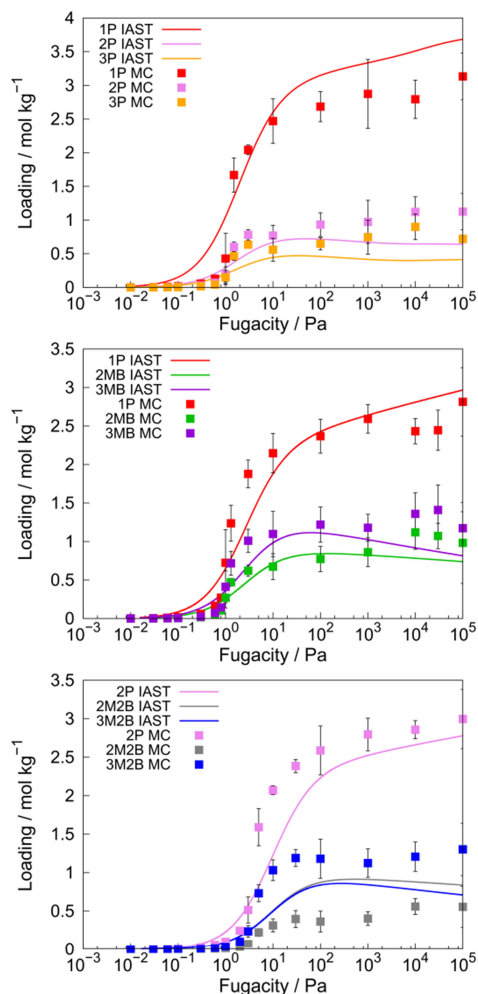 4
3.5
3
2.5
2
1.5
1
0.5
0
Loading / mol kg⁻¹
1P IAST
2P IAST
3P IAST
1P MC
2P MC
3P MC
10⁻³ 10⁻² 10⁻¹ 10⁰ 10¹ 10² 10³ 10⁴ 10⁵
Fugacity / Pa
3.5
3
2.5
2
1.5
1
0.5
0
Loading / mol kg⁻¹
1P IAST
2MB IAST
3MB IAST
1P MC
2MB MC
3MB MC
10⁻³ 10⁻² 10⁻¹ 10⁰ 10¹ 10² 10³ 10⁴ 10⁵
Fugacity / Pa
3.5
3
2.5
2
1.5
1
0.5
0
Loading / mol kg⁻¹
2P IAST
2M2B IAST
3M2B IAST
2P MC
2M2B MC
3M2B MC
10⁻³ 10⁻² 10⁻¹ 10⁰ 10¹ 10² 10³ 10⁴ 10⁵
Fugacity / Pa